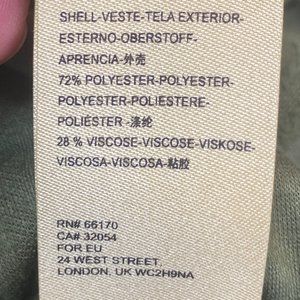 SHELL-VESTE-TELA EXTERIOR-
ESTERNO-OBERSTOFF-
APRENCIA-外壳
72% POLYESTER-POLYESTER-
POLYESTER-POLIESTERE-
POLIÉSTER -涤纶
28 % VISCOSE-VISCOSE-VISKOSE-
VISCOSA-VISCOSA-粘胶
RN# 66170
CA# 32054
FOR EU
24 WEST STREET,
LONDON, UK WC2H9NA